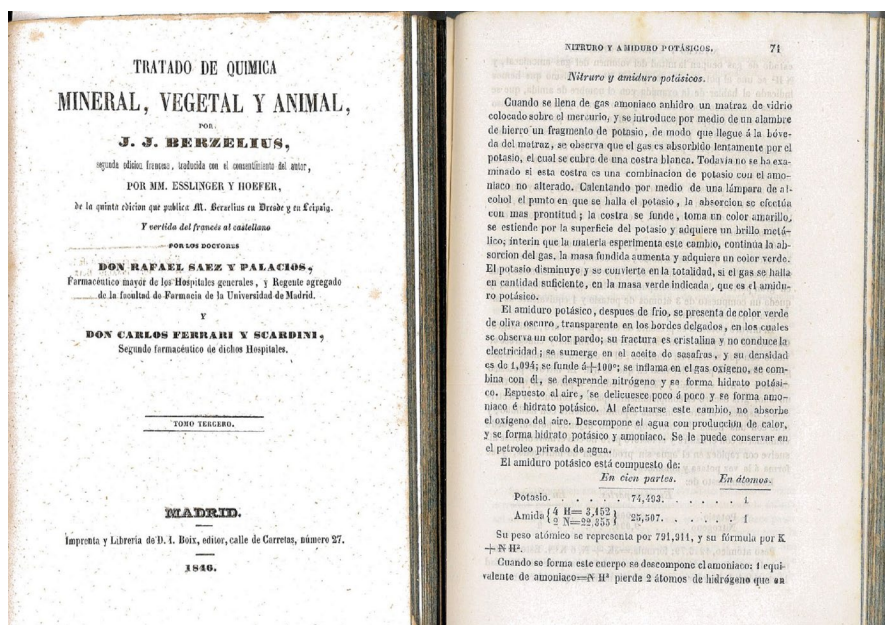 TRATADO DE QUIMICA
MINERAL, VEGETAL Y ANIMAL,
POR
J. J. BERZELIUS,
segunda edicion francesa, traducida con el consentimiento del autor,
POR MM. ESSLINGER Y HOEFER,
de la quinta edicion que publica M. Berzelius en Dresde y en Leipzig.
Y vertida del francés al castellano
POR LOS DOCTORES
DON RAFAEL SAEZ Y PALACIOS,
Farmacéutico mayor de los Hospitales generales, y Regente agregado
de la facultad de Farmacia de la Universidad de Madrid.
Y
DON CARLOS FERRARI Y SCARDINI,
Segundo farmacéutico de dichos Hospitales.
TOMO TERCERO.
MADRID.
Imprenta y Librería de D. I. Boix, editor, calle de Carretas, número 27.
1846.
NITRURO Y AMIDURO POTÁSICOS. 71
Nitruro y amiduro potásicos.
Cuando se llena de gas amoniaco anhidro un matraz de vidrio
colocado sobre el mercurio, y se introduce por medio de un alambre
de hierro un fragmento de potasio, de modo que llegue á la bóve-
da del matraz, se observa que el gas es absorbido lentamente por el
potasio, el cual se cubre de una costra blanca. Todavía no se ha exa-
minado si esta costra es una combinacion de potasio con el amo-
niaco no alterado. Calentando por medio de una lámpara de al-
cohol el punto en que se halla el potasio, la absorcion se efectúa
con mas prontitud; la costra se funde, toma un color amarillo,
se estiende por la superficie del potasio y adquiere un brillo metá-
lico; interin que la materia esperimenta este cambio, continúa la ab-
sorcion del gas, la masa fundida aumenta y adquiere un color verde.
El potasio disminuye y se convierte en la totalidad, si el gas se halla
en cantidad suficiente, en la masa verde indicada, que es el amidu-
ro potásico.
El amiduro potásico, despues de frio, se presenta de color verde
de oliva oscuro, transparente en los bordes delgados, en los cuales
se observa un color pardo; su fractura es cristalina y no conduce la
electricidad; se sumerge en el aceite de sasafras, y su densidad
es de 1,094; se funde á +100°; se inflama en el gas oxígeno, se com-
bina con él, se desprende nitrógeno y se forma hidrato potási-
co. Espuesto al aire, se delicuesce poco á poco y se forma amo-
niaco é hidrato potásico. Al efectuarse este cambio, no absorbe
el oxígeno del aire. Descompone el agua con produccion de calor,
y se forma hidrato potásico y amoniaco. Se le puede conservar en
el petroleo privado de agua.
El amiduro potásico está compuesto de:
En cien partes. En átomos.
Potasio. . . . . . 74,493. . . . . . . 1
Amida { 4 H= 3,152 } 25,507. . . . . . 1
{ 2 N=22,355 }
Su peso atómico se representa por 791,911, y su fórmula por K
+ N H².
Cuando se forma este cuerpo se descompone el amoniaco: 1 equi-
valente de amoniaco=N H³ pierde 2 átomos de hidrógeno que en